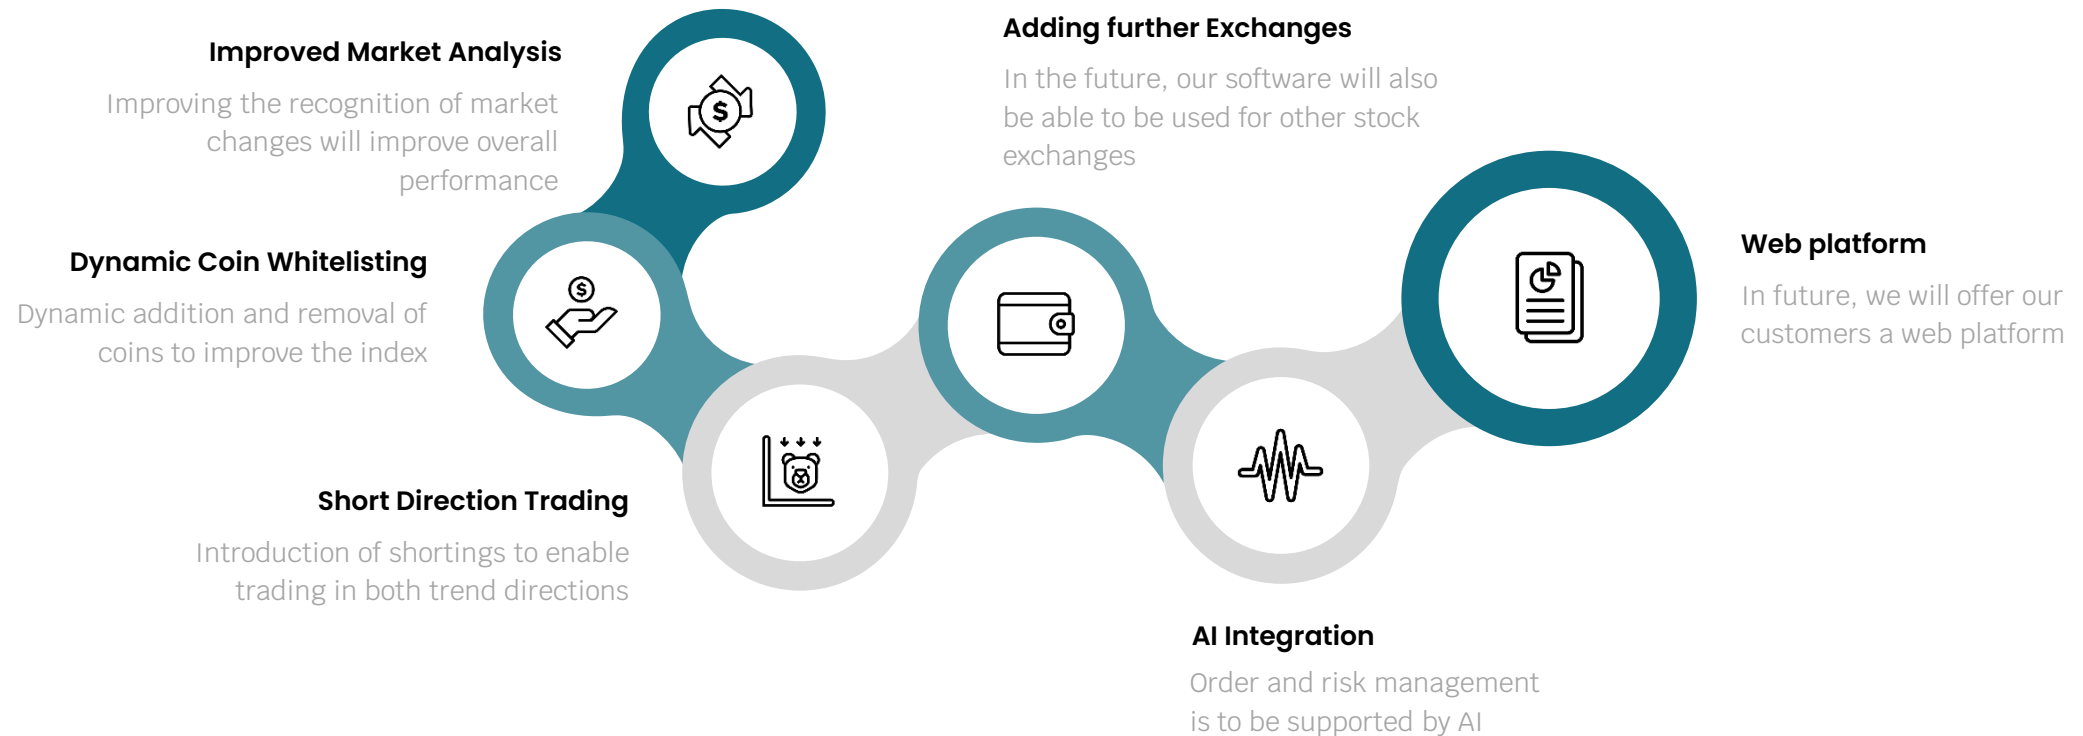 Improved Market Analysis
Improving the recognition of market
changes will improve overall
performance
Dynamic Coin Whitelisting
Dynamic addition and removal of
coins to improve the index
Short Direction Trading
Introduction of shortings to enable
trading in both trend directions
Adding further Exchanges
In the future, our software will also
be able to be used for other stock
exchanges
AI Integration
Order and risk management
is to be supported by AI
Web platform
In future, we will offer our
customers a web platform
$
$